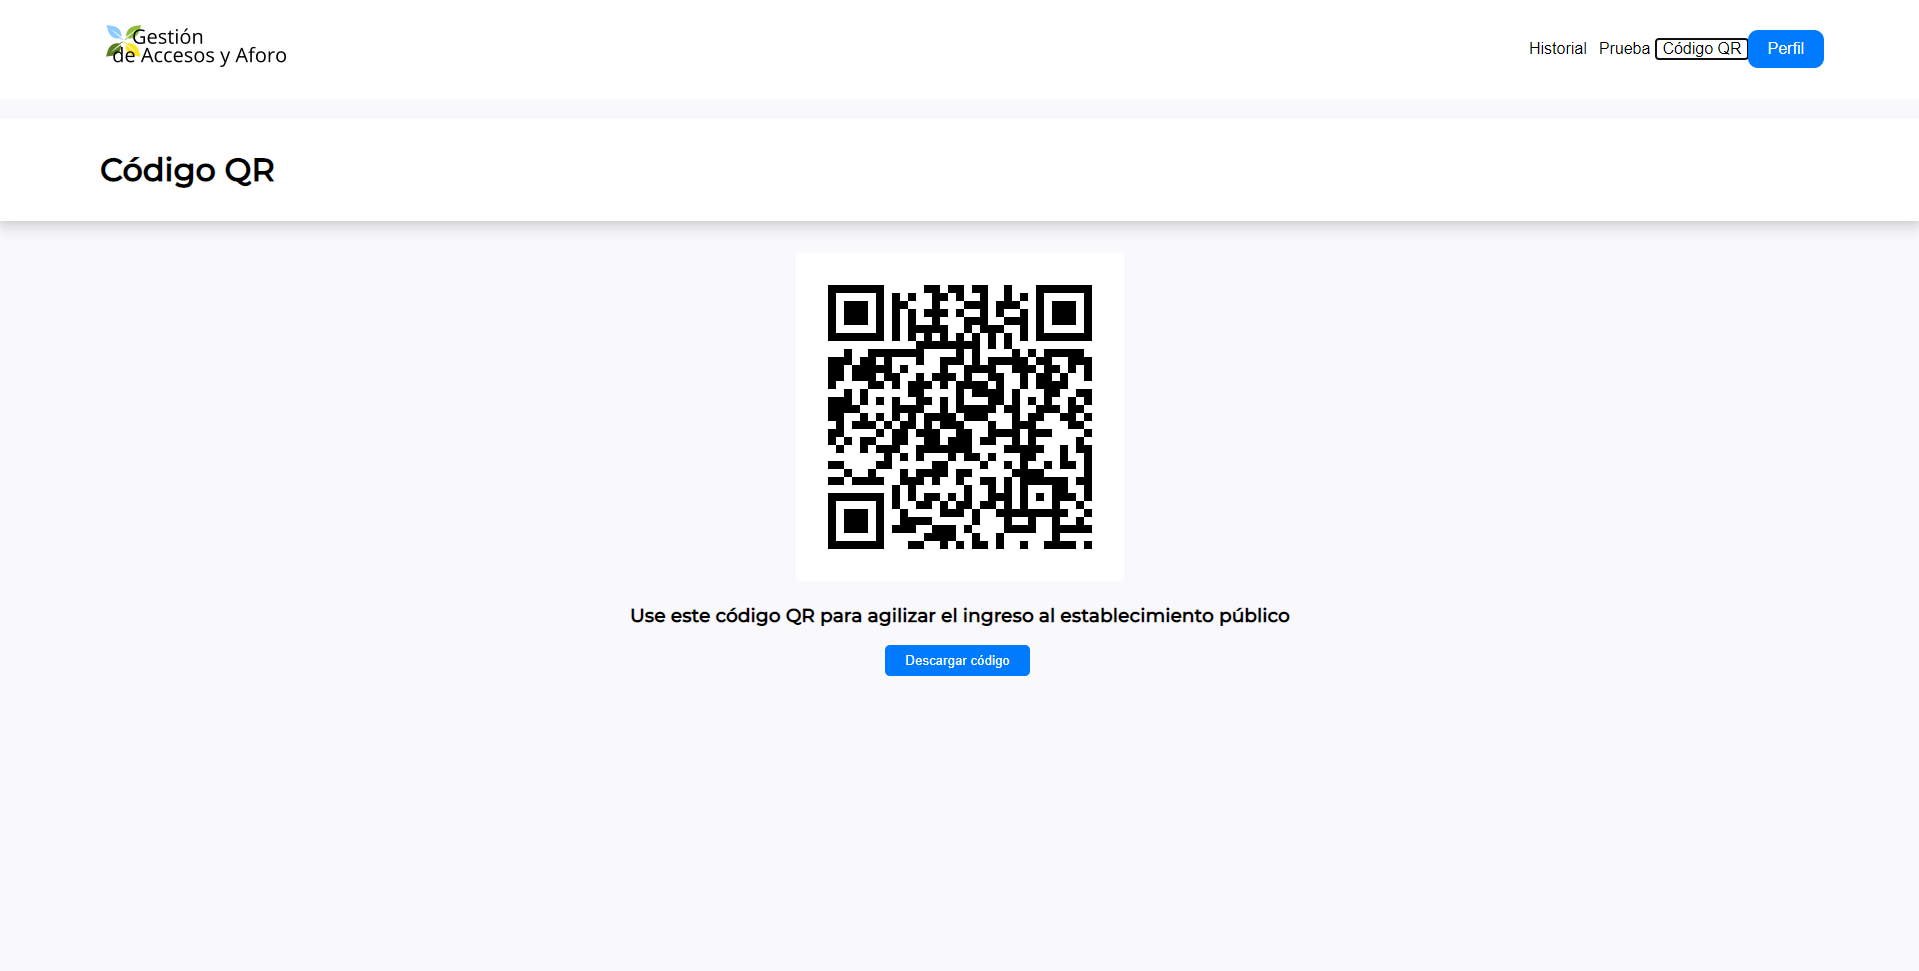 Gestión
de Accesos y Aforo
Historial Prueba Código QR Perfil
Código QR
Use este código QR para agilizar el ingreso al establecimiento público
Descargar código